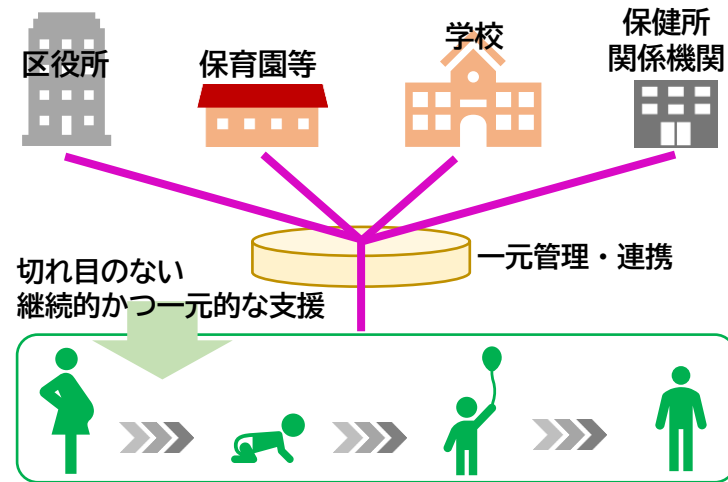 区役所
保育園等
学校
保健所
関係機関
一元管理・連携
切れ目のない
継続的かつ一元的な支援